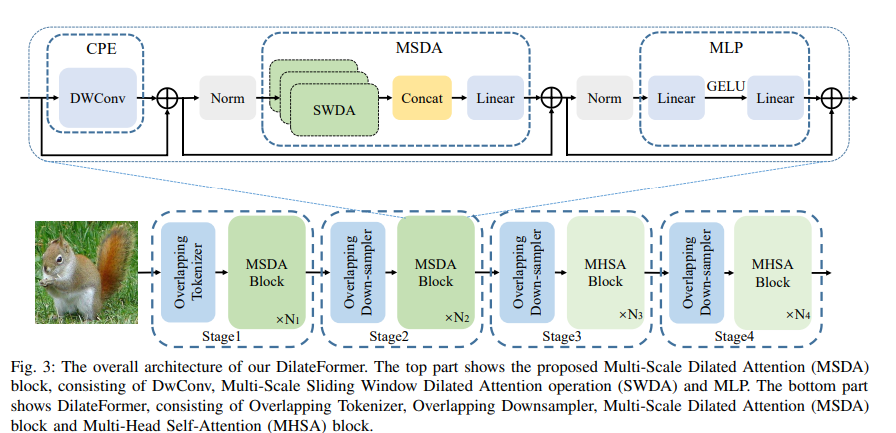 CPE
MSDA
MLP
DWConv
Norm
SWDA
Concat
Linear
Norm
Linear
GELU
Linear
Overlapping
Tokenizer
MSDA
Block
×N1
Stage1
Overlapping
Down-sampler
MSDA
Block
×N2
Stage2
Overlapping
Down-sampler
MHSA
Block
×N3
Stage3
Overlapping
Down-sampler
MHSA
Block
×N4
Stage4
Fig. 3: The overall architecture of our DilateFormer. The top part shows the proposed Multi-Scale Dilated Attention (MSDA)
block, consisting of DwConv, Multi-Scale Sliding Window Dilated Attention operation (SWDA) and MLP. The bottom part
shows DilateFormer, consisting of Overlapping Tokenizer, Overlapping Downsampler, Multi-Scale Dilated Attention (MSDA)
block and Multi-Head Self-Attention (MHSA) block.